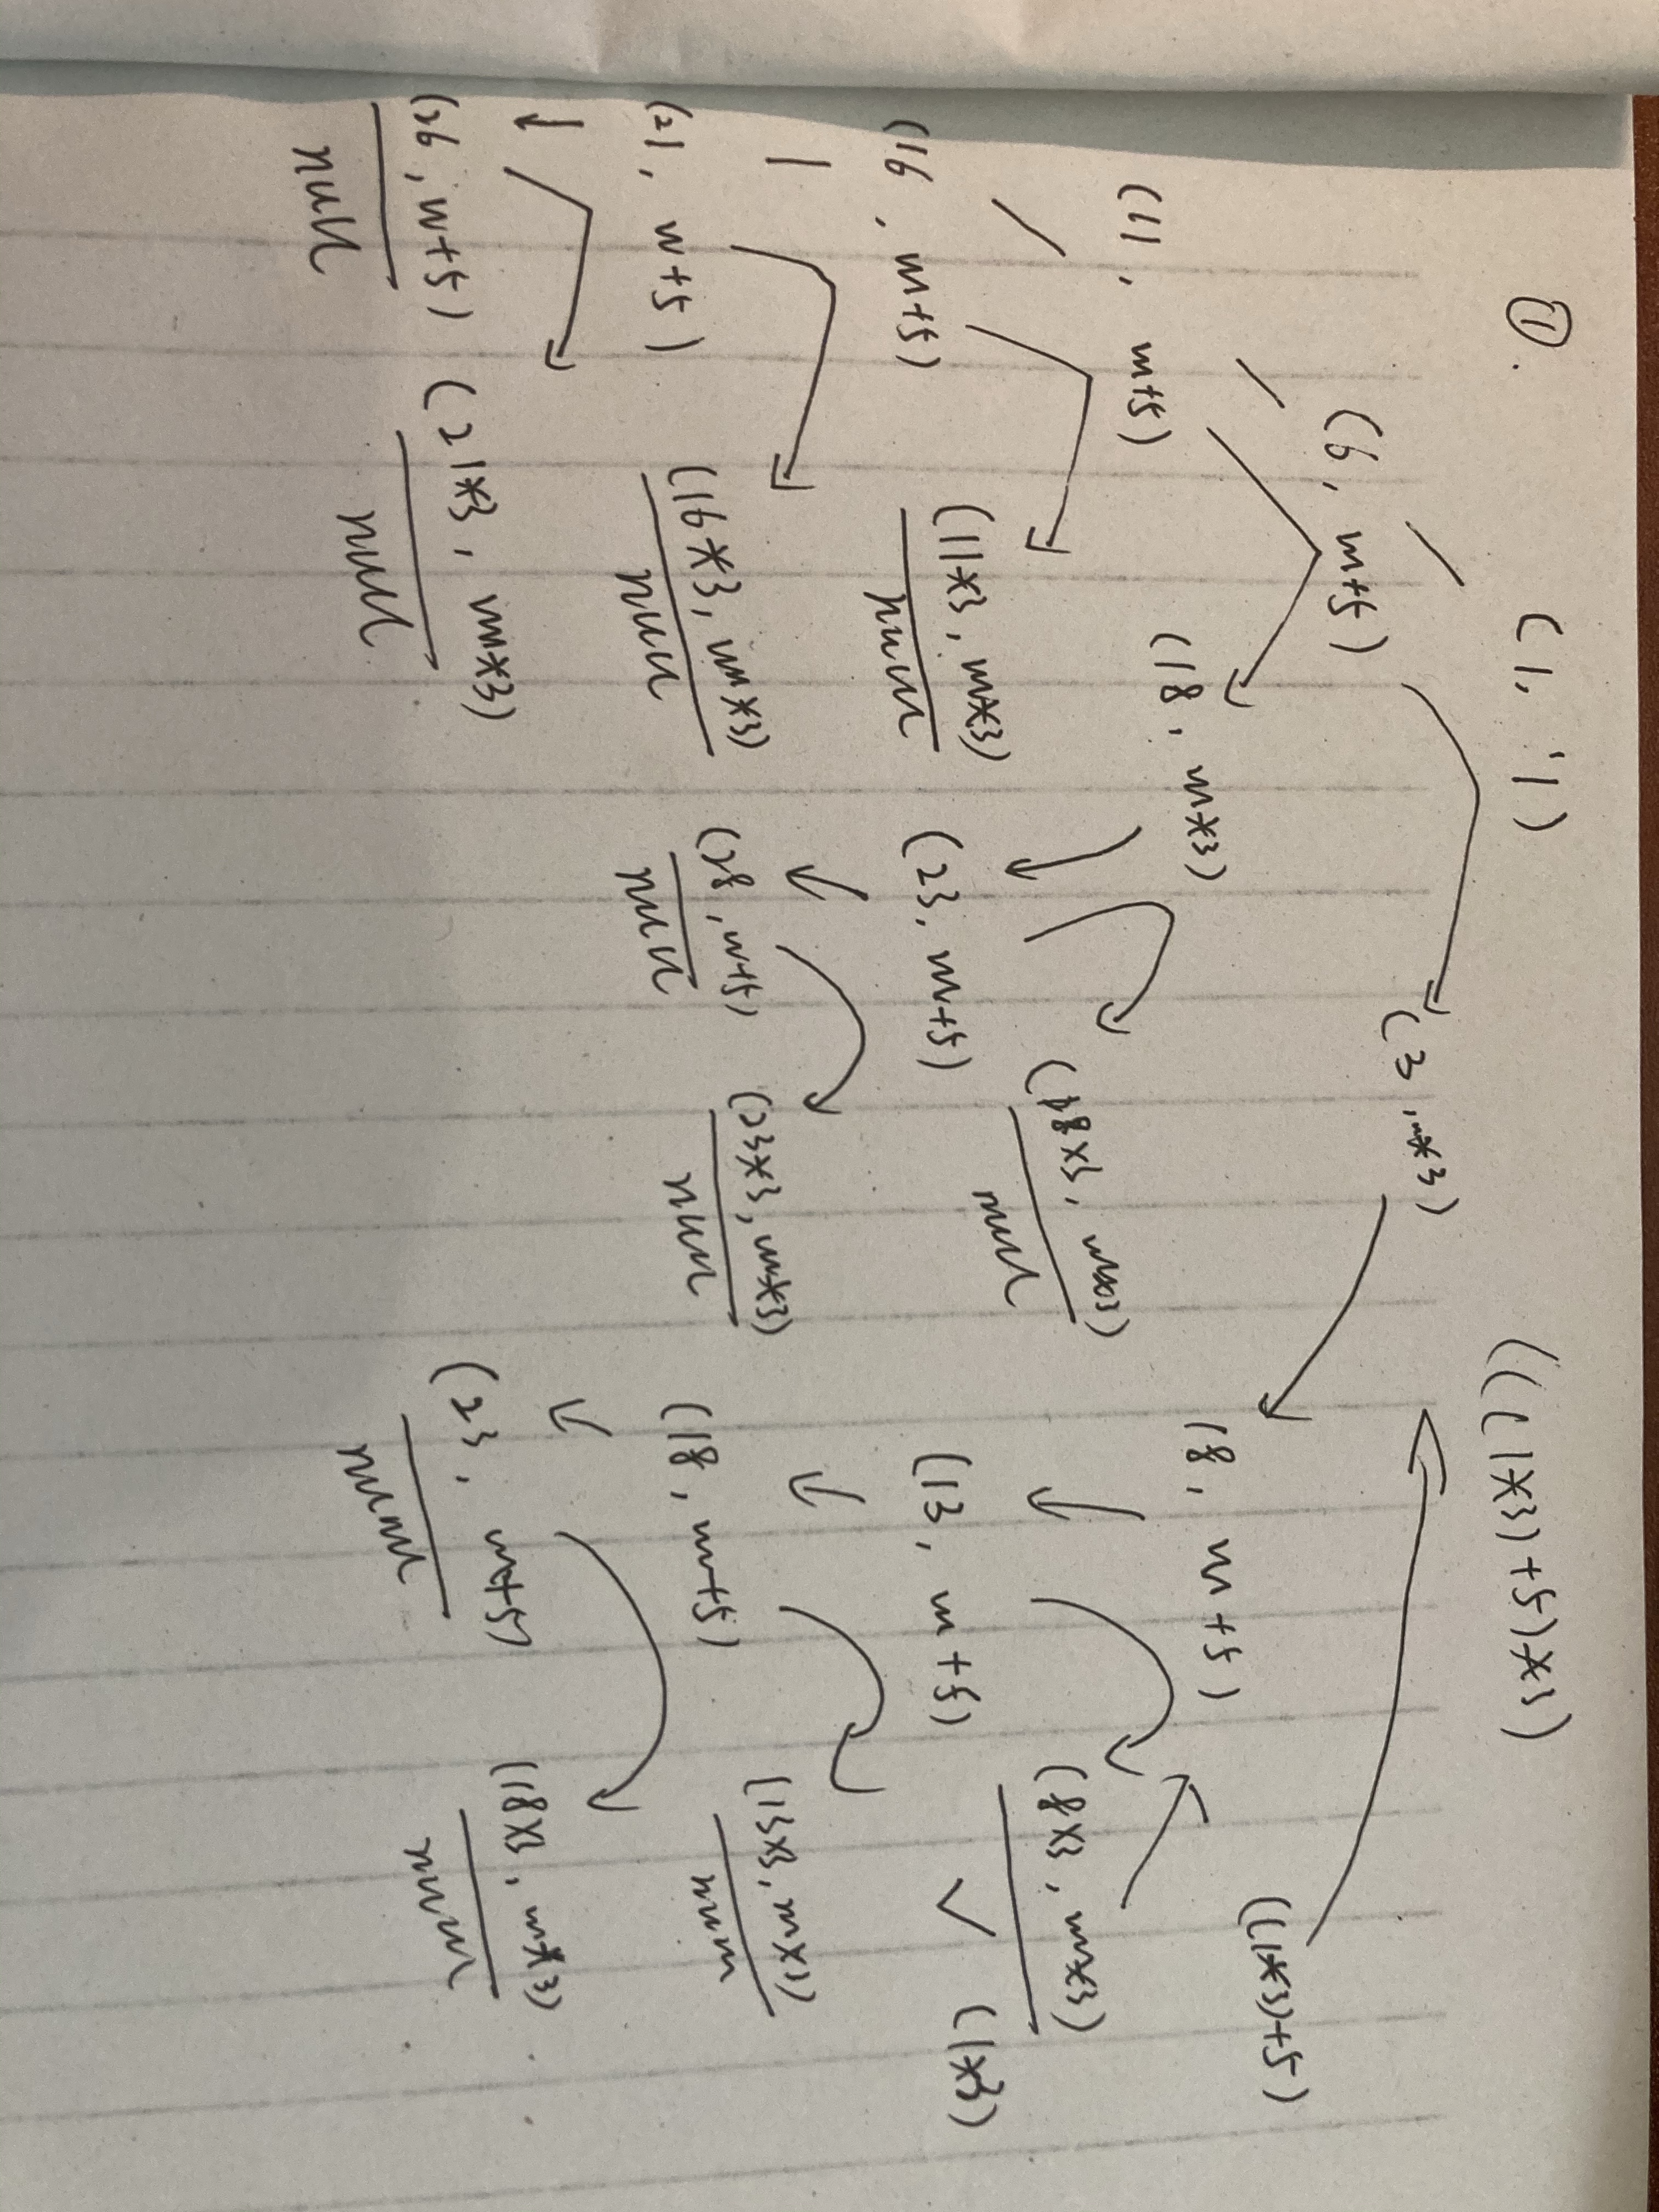 ①. (1, '1) (((1*3)+5)*3)
(3, m*3)
(6, m+5)
((1*3)+5)
(18, m*3) (8, m+5)
(11, m+5)
(18×3, m*3) (8×3, m*3)
null
(11*3, m*3) (23, m+5) (13, m+5) ✓ (1*3)
(16, m+5)
null
(16*3, m*3) (28, m+5) (23*3, m*3) (13×3, m×3)
(21, m+5) (18, m+5)
null null null null
(21*3, m*3) (23, m+5) (18×3, m*3)
(26, m+5)
null null null null